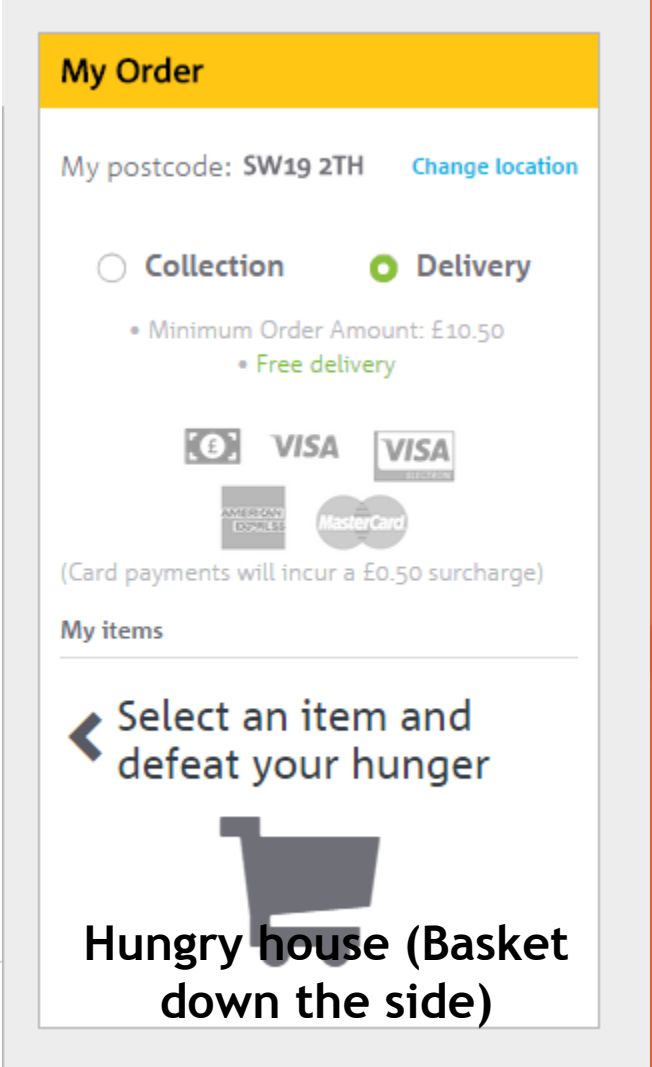 My Order
My postcode: SW19 2TH Change location
Collection Delivery
• Minimum Order Amount: £10.50
• Free delivery
£ VISA VISA ELECTRON
AMERICAN EXPRESS MasterCard
(Card payments will incur a £0.50 surcharge)
My items
Select an item and
defeat your hunger
Hungry house (Basket
down the side)